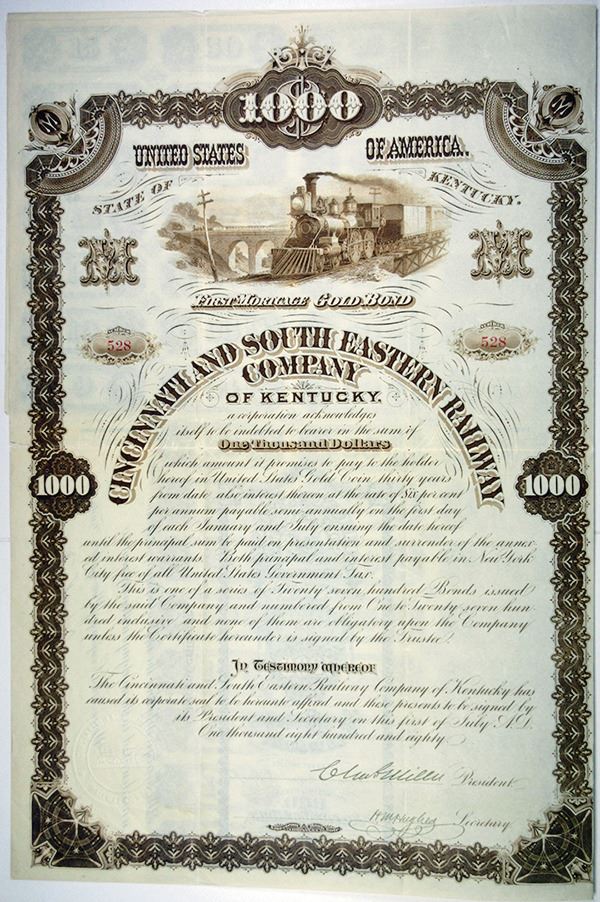 1000
M
M
UNITED STATES OF AMERICA.
STATE OF KENTUCKY.
M
M
FIRST MORTGAGE GOLD BOND
528
528
CINCINNATI AND SOUTH EASTERN RAILWAY
COMPANY
OF KENTUCKY.
a corporation acknowledges
itself to be indebted to bearer in the sum of
One Thousand Dollars
1000
1000
which amount it promises to pay to the holder
hereof in United States Gold Coin thirty years
from date also interest thereon at the rate of Six per cent
per annum payable semi-annually on the first day
of each January and July ensuing the date hereof
until the principal sum be paid on presentation and surrender of the annex-
ed interest warrants. Both principal and interest payable in New York
City free of all United States Government Tax.
This is one of a series of Twenty seven hundred Bonds issued
by the said Company and numbered from One to Twenty seven hun-
dred inclusive and none of them are obligatory upon the Company
unless the Certificate hereunder is signed by the Trustee.
In Testimony Whereof
The Cincinnati and South Eastern Railway Company of Kentucky has
caused its corporate seal to be hereunto affixed and these presents to be signed by
its President and Secretary on this first of July A.D.
One thousand eight hundred and eighty
President
Secretary